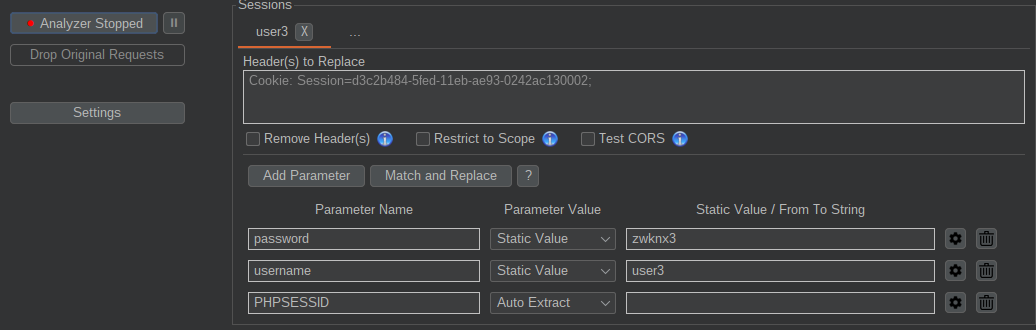 Sessions
Analyzer Stopped
Drop Original Requests
Settings
user3 X ...
Header(s) to Replace
Cookie: Session=d3c2b484-5fed-11eb-ae93-0242ac130002;
Remove Header(s) Restrict to Scope Test CORS
Add Parameter Match and Replace ?
Parameter Name Parameter Value Static Value / From To String
password Static Value zwknx3
username Static Value user3
PHPSESSID Auto Extract